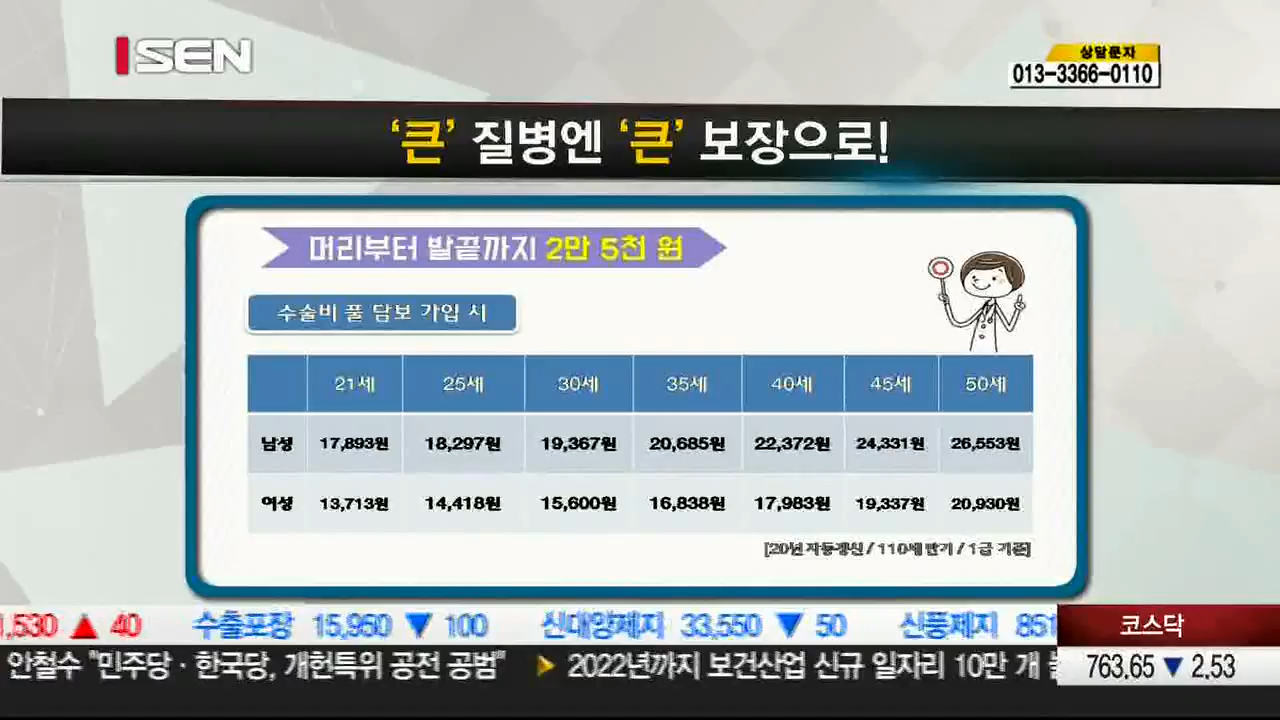 SEN
상담문자
013-3366-0110
'큰' 질병엔 '큰' 보장으로!
머리부터 발끝까지 2만 5천 원
수술비 풀 담보 가입 시
21세 25세 30세 35세 40세 45세 50세
남성 17,893원 18,297원 19,367원 20,685원 22,372원 24,331원 26,553원
여성 13,713원 14,418원 15,600원 16,838원 17,983원 19,337원 20,930원
[20년 자동갱신 / 110세 만기 / 1급 기준]
1,530 ▲ 40 수출포장 15,950 ▼ 100 신대양제지 33,550 ▼ 50 신풍제지 851
코스닥
안철수 "민주당·한국당, 개헌특위 공전 공범" ▶ 2022년까지 보건산업 신규 일자리 10만 개
763.65 ▼ 2.53